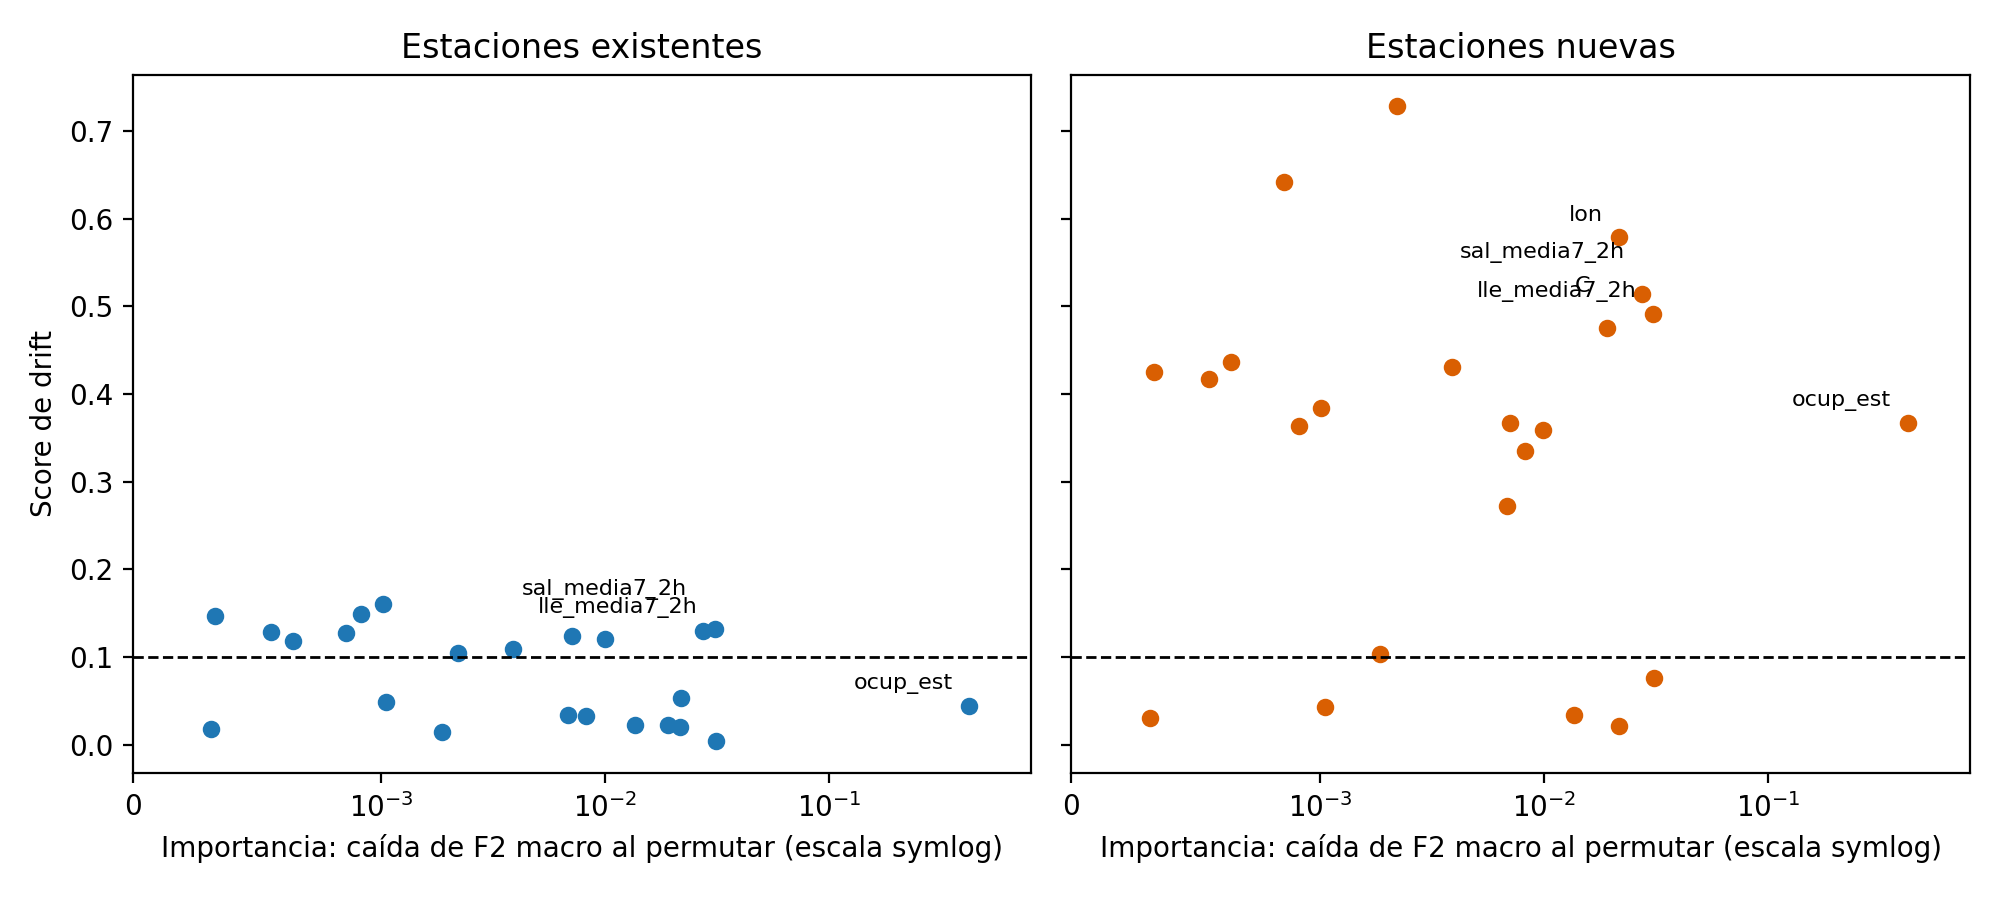 Estaciones existentes
Estaciones nuevas
Score de drift
0.7
0.6
0.5
0.4
0.3
0.2
0.1
0.0
sal_media7_2h
lle_media7_2h
ocup_est
lon
sal_media7_2h
C
lle_media7_2h
ocup_est
0
10⁻³
10⁻²
10⁻¹
0
10⁻³
10⁻²
10⁻¹
Importancia: caída de F2 macro al permutar (escala symlog)
Importancia: caída de F2 macro al permutar (escala symlog)